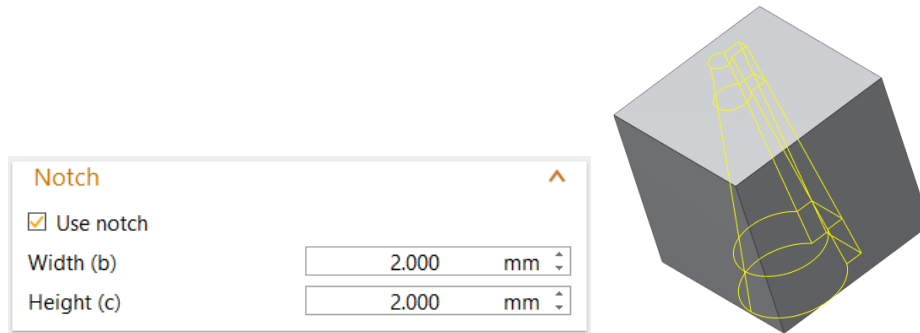 Notch
Use notch
Width (b) 2.000 mm
Height (c) 2.000 mm